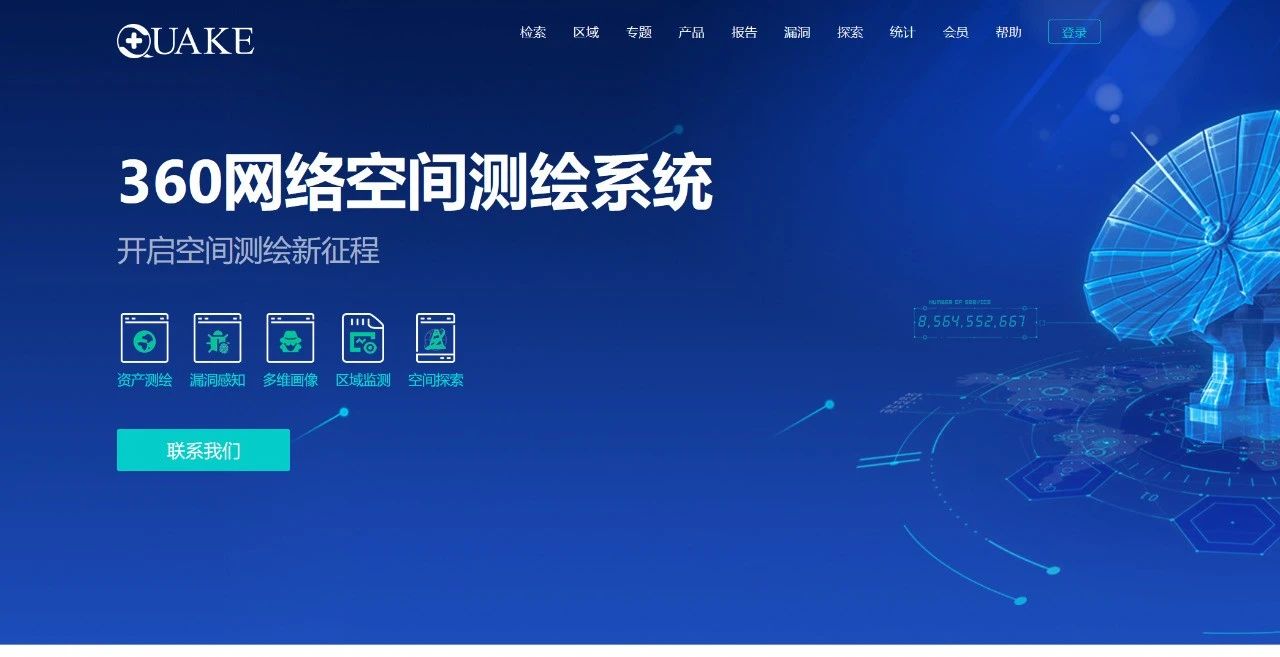 QUAKE
检索 区域 专题 产品 报告 漏洞 探索 统计 会员 帮助 登录
360网络空间测绘系统
开启空间测绘新征程
NUMBER OF SERVICE
8,564,552,667
资产测绘 漏洞感知 多维画像 区域监测 空间探索
联系我们